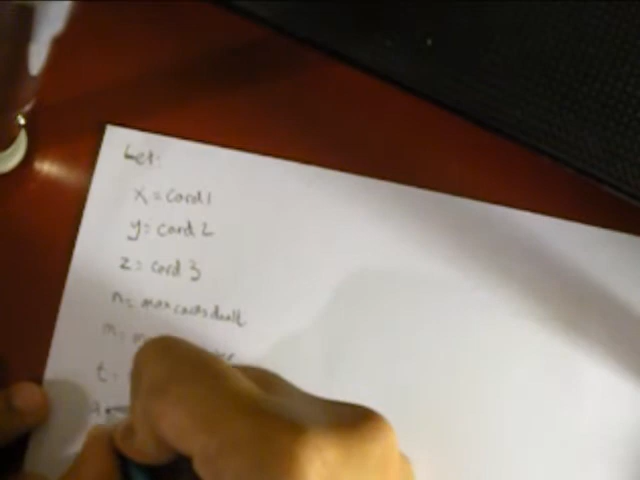 Let:
x = card 1
y = card 2
z = card 3
n = max cards dealt
m =
t =